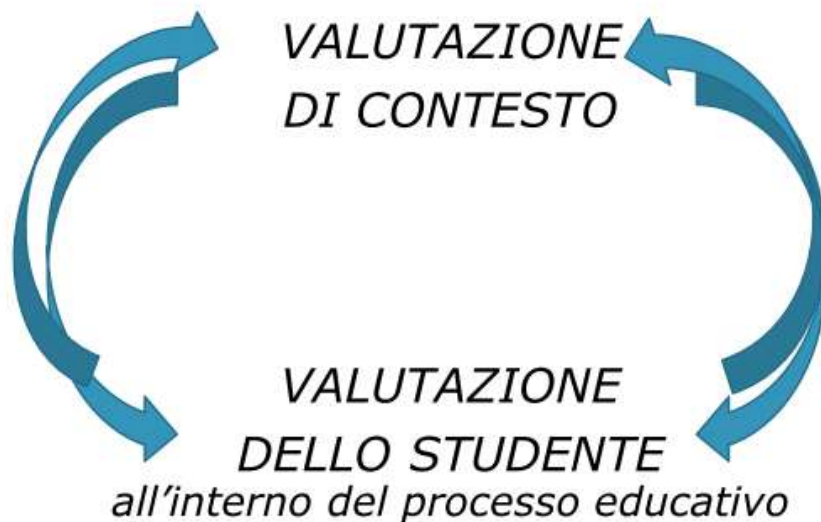 VALUTAZIONE
DI CONTESTO
VALUTAZIONE
DELLO STUDENTE
all’interno del processo educativo